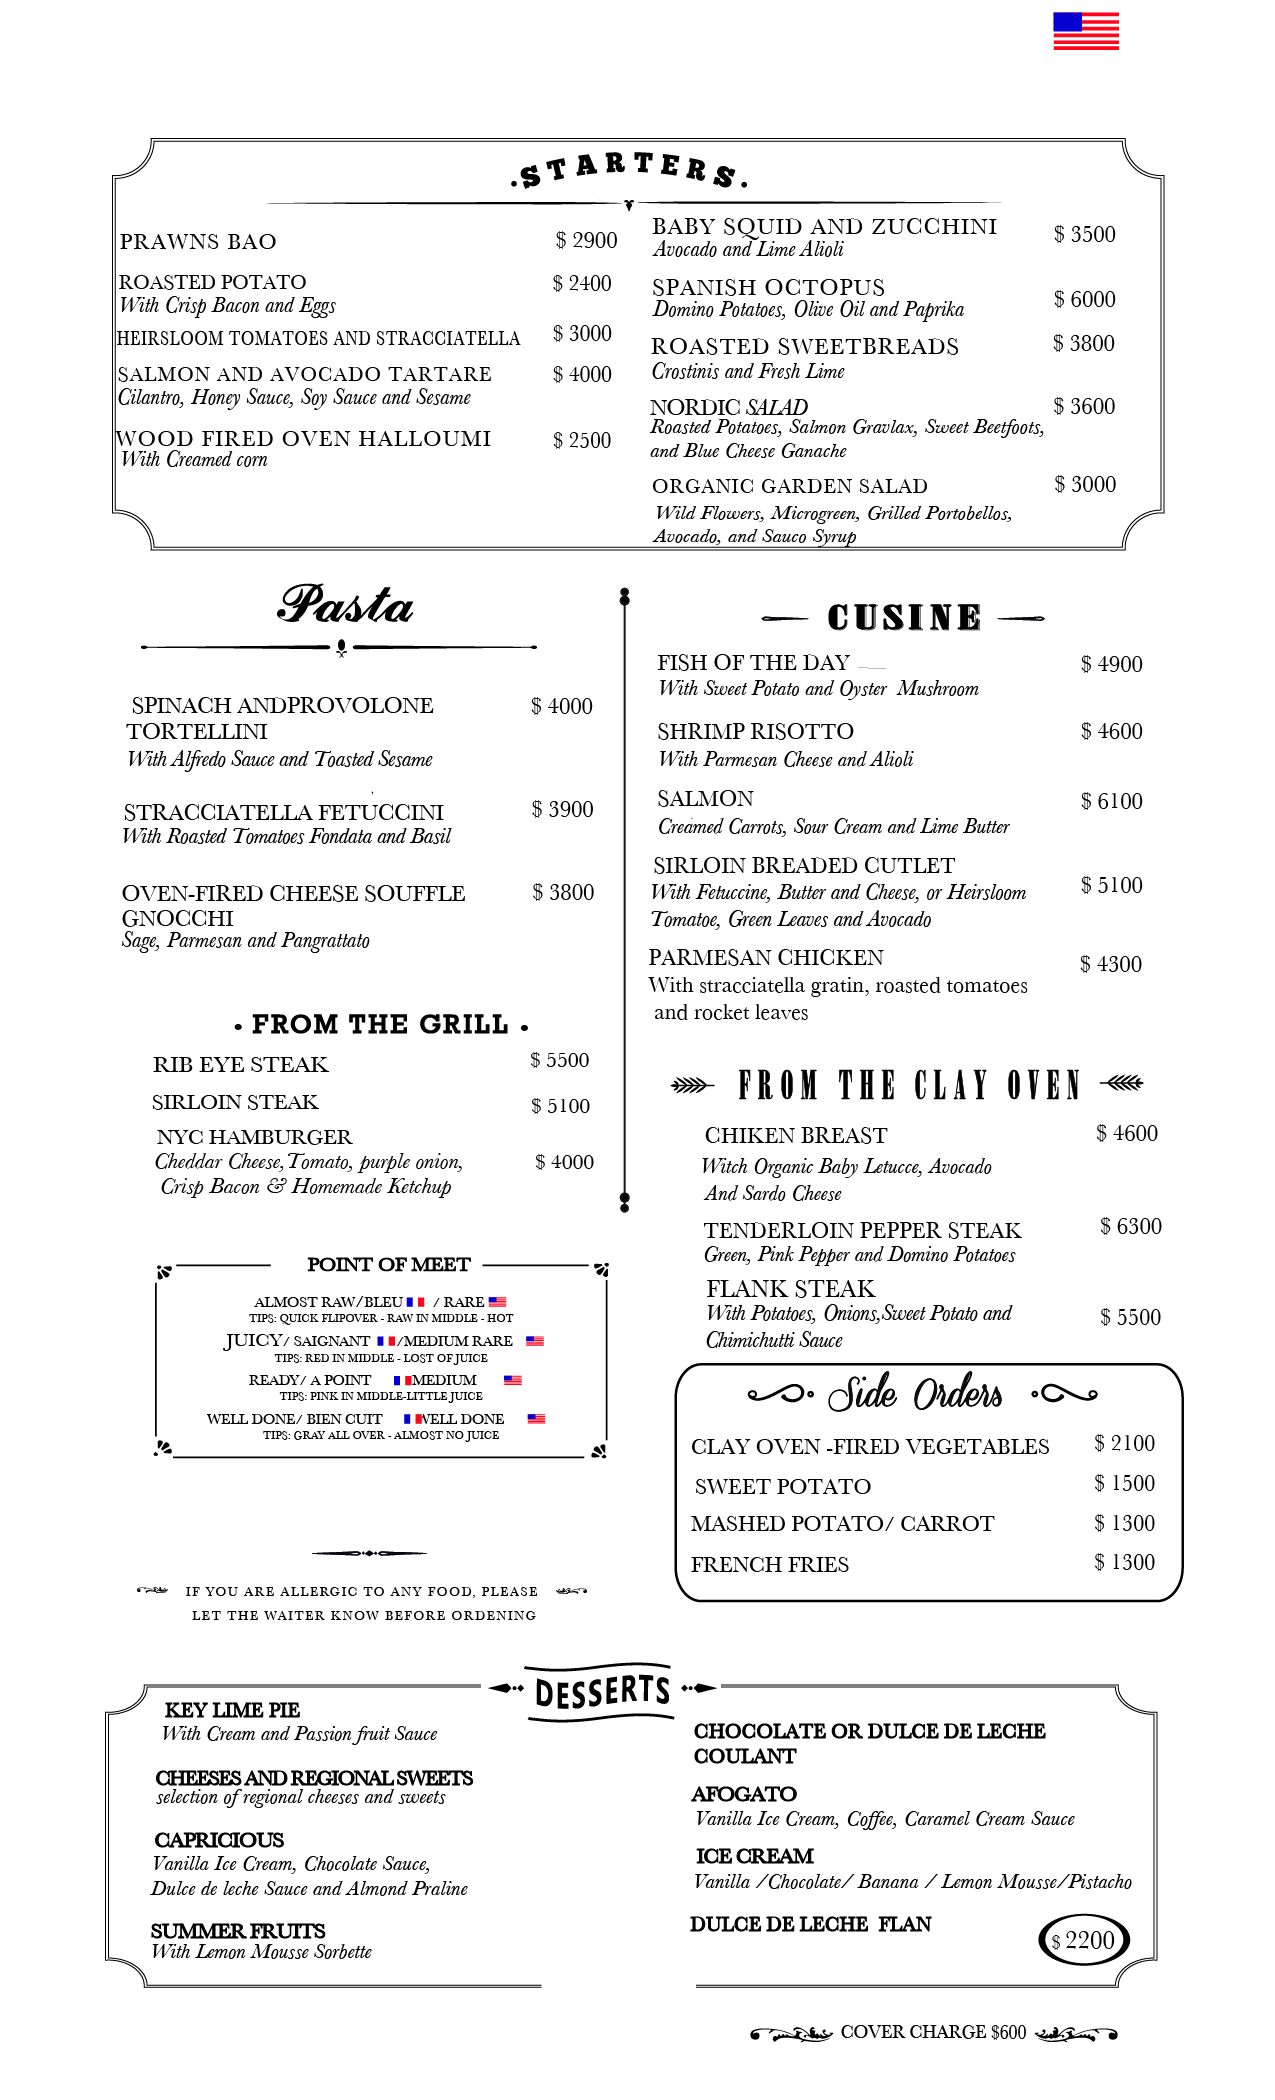 .STARTERS.
PRAWNS BAO $ 2900
ROASTED POTATO $ 2400
With Crisp Bacon and Eggs
HEIRSLOOM TOMATOES AND STRACCIATELLA $ 3000
SALMON AND AVOCADO TARTARE $ 4000
Cilantro, Honey Sauce, Soy Sauce and Sesame
WOOD FIRED OVEN HALLOUMI $ 2500
With Creamed corn
BABY SQUID AND ZUCCHINI $ 3500
Avocado and Lime Alioli
SPANISH OCTOPUS $ 6000
Domino Potatoes, Olive Oil and Paprika
ROASTED SWEETBREADS $ 3800
Crostinis and Fresh Lime
NORDIC SALAD $ 3600
Roasted Potatoes, Salmon Gravlax, Sweet Beetfoots,
and Blue Cheese Ganache
ORGANIC GARDEN SALAD $ 3000
Wild Flowers, Microgreen, Grilled Portobellos,
Avocado, and Sauco Syrup
Pasta
SPINACH ANDPROVOLONE $ 4000
TORTELLINI
With Alfredo Sauce and Toasted Sesame
STRACCIATELLA FETUCCINI $ 3900
With Roasted Tomatoes Fondata and Basil
OVEN-FIRED CHEESE SOUFFLE $ 3800
GNOCCHI
Sage, Parmesan and Pangrattato
• FROM THE GRILL •
RIB EYE STEAK $ 5500
SIRLOIN STEAK $ 5100
NYC HAMBURGER
Cheddar Cheese,Tomato, purple onion, $ 4000
Crisp Bacon & Homemade Ketchup
POINT OF MEET
ALMOST RAW/BLEU / RARE
TIPS: QUICK FLIPOVER - RAW IN MIDDLE - HOT
JUICY/ SAIGNANT /MEDIUM RARE
TIPS: RED IN MIDDLE - LOST OF JUICE
READY/ A POINT MEDIUM
TIPS: PINK IN MIDDLE-LITTLE JUICE
WELL DONE/ BIEN CUIT WELL DONE
TIPS: GRAY ALL OVER - ALMOST NO JUICE
IF YOU ARE ALLERGIC TO ANY FOOD, PLEASE
LET THE WAITER KNOW BEFORE ORDENING
CUSINE
FISH OF THE DAY $ 4900
With Sweet Potato and Oyster Mushroom
SHRIMP RISOTTO $ 4600
With Parmesan Cheese and Alioli
SALMON $ 6100
Creamed Carrots, Sour Cream and Lime Butter
SIRLOIN BREADED CUTLET
With Fetuccine, Butter and Cheese, or Heirsloom $ 5100
Tomatoe, Green Leaves and Avocado
PARMESAN CHICKEN $ 4300
With stracciatella gratin, roasted tomatoes
and rocket leaves
FROM THE CLAY OVEN
CHIKEN BREAST $ 4600
Witch Organic Baby Letucce, Avocado
And Sardo Cheese
TENDERLOIN PEPPER STEAK $ 6300
Green, Pink Pepper and Domino Potatoes
FLANK STEAK
With Potatoes, Onions,Sweet Potato and $ 5500
Chimichutti Sauce
Side Orders
CLAY OVEN -FIRED VEGETABLES $ 2100
SWEET POTATO $ 1500
MASHED POTATO/ CARROT $ 1300
FRENCH FRIES $ 1300
DESSERTS
KEY LIME PIE
With Cream and Passion fruit Sauce
CHEESES AND REGIONAL SWEETS
selection of regional cheeses and sweets
CAPRICIOUS
Vanilla Ice Cream, Chocolate Sauce,
Dulce de leche Sauce and Almond Praline
SUMMER FRUITS
With Lemon Mousse Sorbette
CHOCOLATE OR DULCE DE LECHE
COULANT
AFOGATO
Vanilla Ice Cream, Coffee, Caramel Cream Sauce
ICE CREAM
Vanilla /Chocolate/ Banana / Lemon Mousse/Pistacho
DULCE DE LECHE FLAN
$ 2200
COVER CHARGE $600